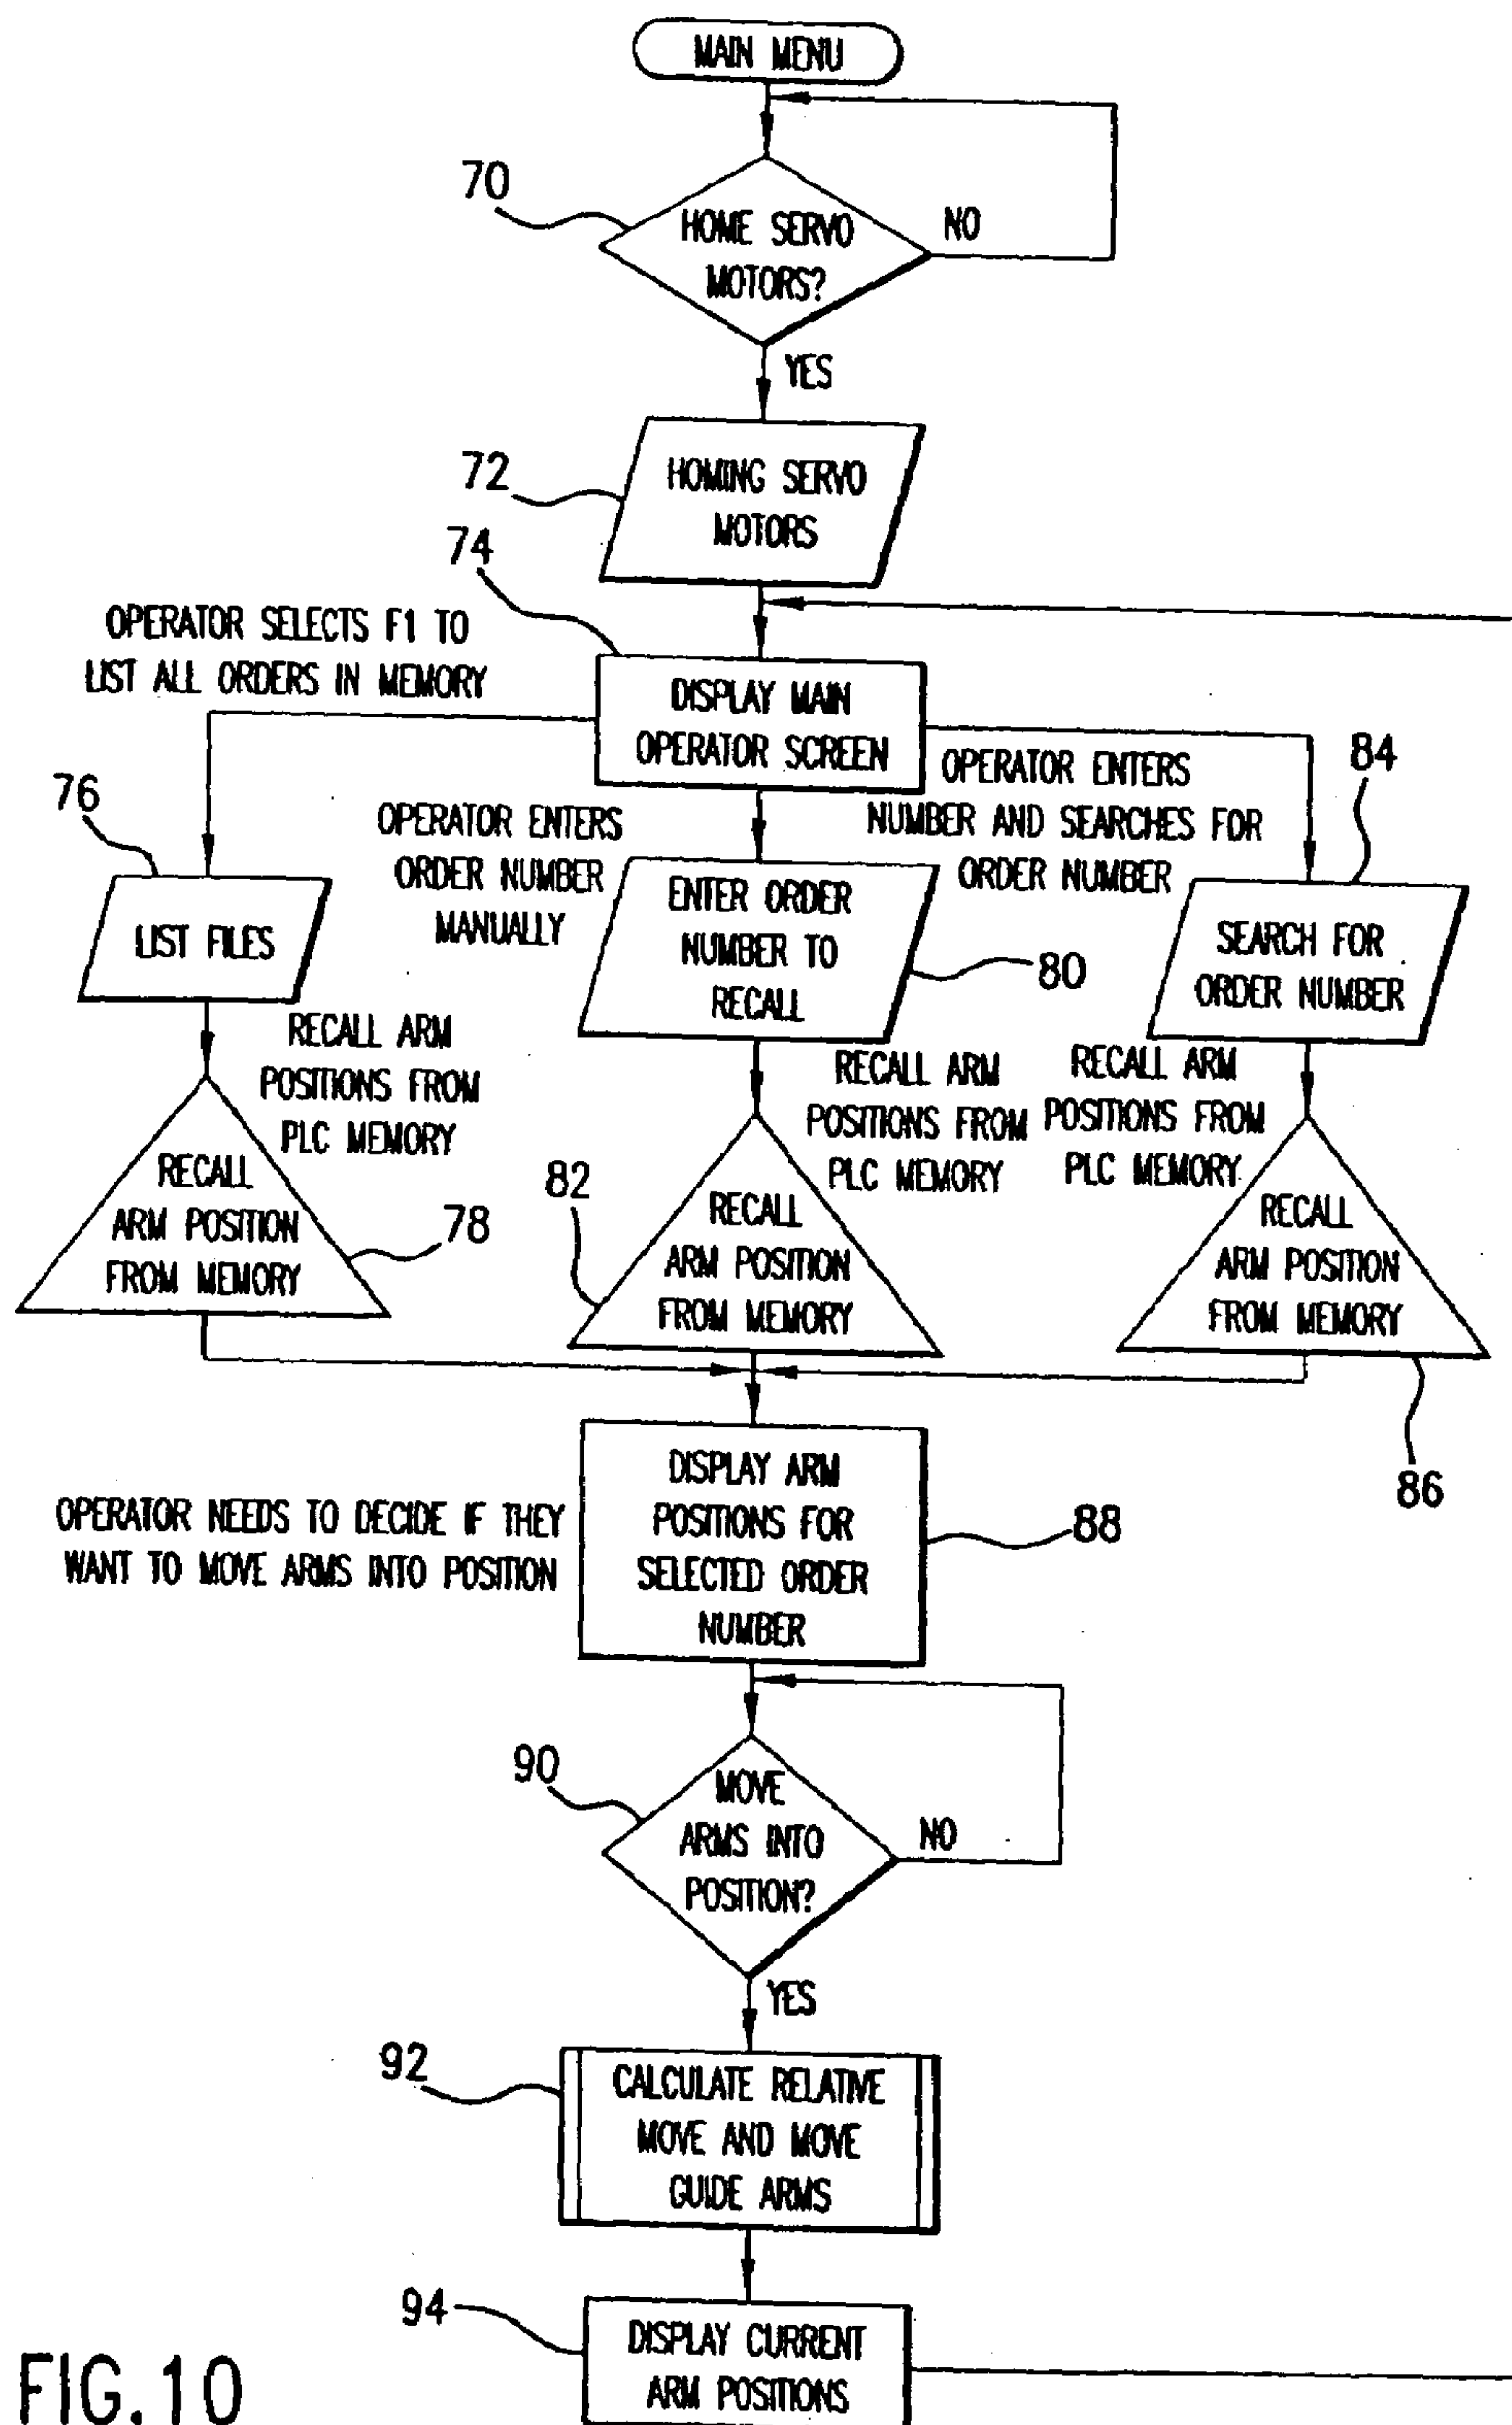 MAIN MENU
70
HOME SERVO
MOTORS?
NO
YES
72
HOMING SERVO
MOTORS
74
OPERATOR SELECTS F1 TO
LIST ALL ORDERS IN MEMORY
DISPLAY MAIN
OPERATOR SCREEN
76
OPERATOR ENTERS
ORDER NUMBER
MANUALLY
OPERATOR ENTERS
NUMBER AND SEARCHES FOR
ORDER NUMBER
84
LIST FILES
ENTER ORDER
NUMBER TO
RECALL
80
SEARCH FOR
ORDER NUMBER
RECALL ARM
POSITIONS FROM
PLC MEMORY
RECALL ARM
POSITIONS FROM
PLC MEMORY
RECALL ARM
POSITIONS FROM
PLC MEMORY
RECALL
ARM POSITION
FROM MEMORY
78
82
RECALL
ARM POSITION
FROM MEMORY
RECALL
ARM POSITION
FROM MEMORY
86
OPERATOR NEEDS TO DECIDE IF THEY
WANT TO MOVE ARMS INTO POSITION
DISPLAY ARM
POSITIONS FOR
SELECTED ORDER
NUMBER
88
90
MOVE
ARMS INTO
POSITION?
NO
YES
92
CALCULATE RELATIVE
MOVE AND MOVE
GUIDE ARMS
94
DISPLAY CURRENT
ARM POSITIONS
FIG.10